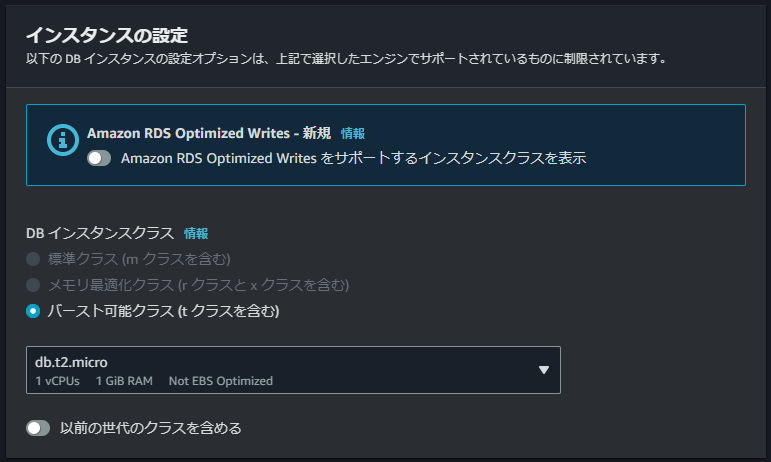 インスタンスの設定
以下の DB インスタンスの設定オプションは、上記で選択したエンジンでサポートされているものに制限されています。
Amazon RDS Optimized Writes - 新規 情報
Amazon RDS Optimized Writes をサポートするインスタンスクラスを表示
DB インスタンスクラス 情報
標準クラス (m クラスを含む)
メモリ最適化クラス (r クラスと x クラスを含む)
バースト可能クラス (t クラスを含む)
db.t2.micro
1 vCPUs 1 GiB RAM Not EBS Optimized
以前の世代のクラスを含める